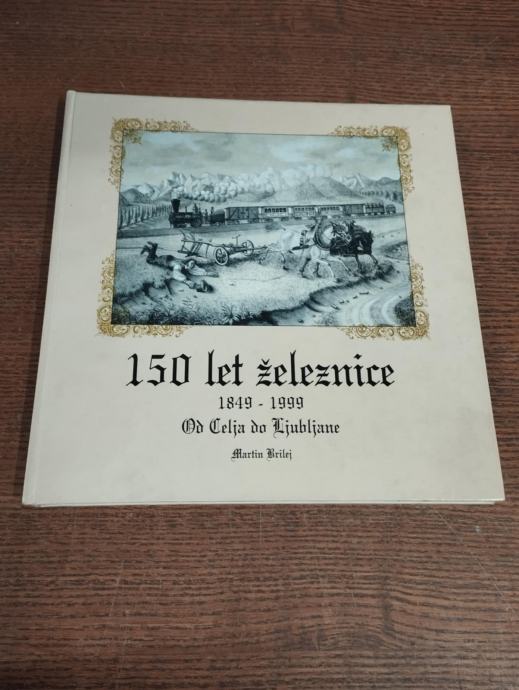 150 let železnice
1849 - 1999
Od Celja do Ljubljane
Martin Brilej